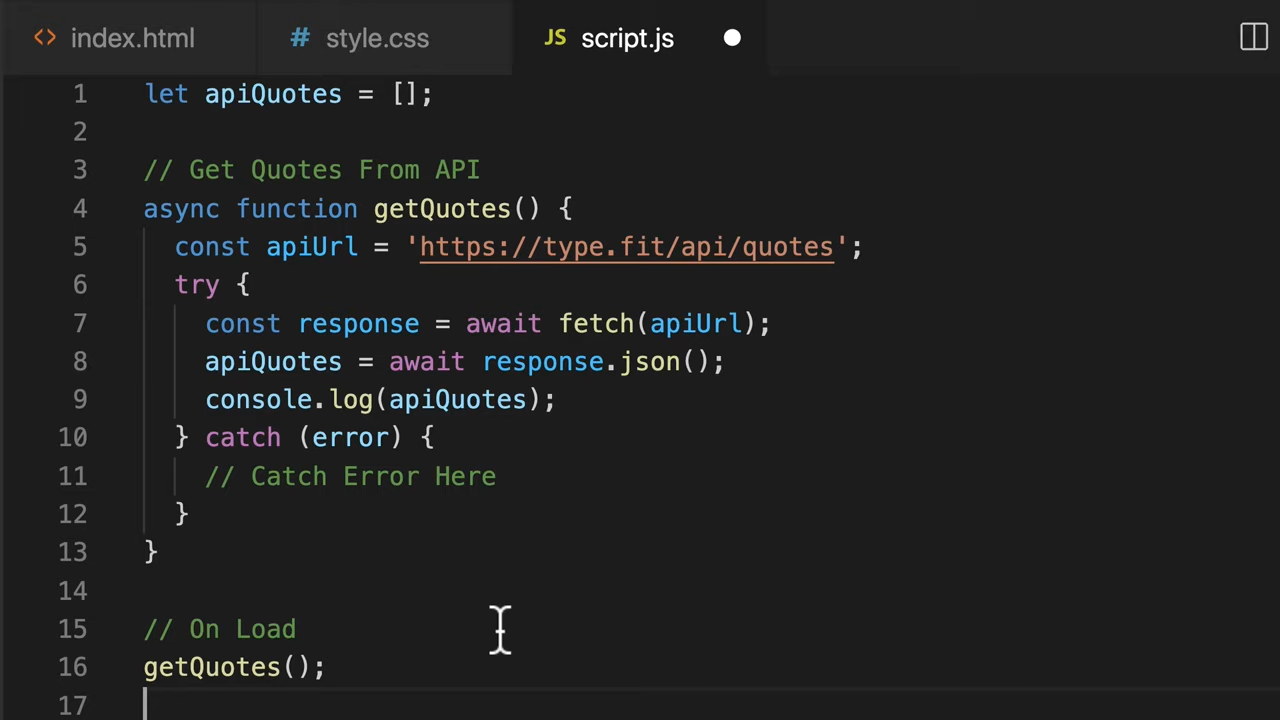 <> index.html # style.css JS script.js
1 let apiQuotes = [];
2
3 // Get Quotes From API
4 async function getQuotes() {
5 const apiUrl = 'https://type.fit/api/quotes';
6 try {
7 const response = await fetch(apiUrl);
8 apiQuotes = await response.json();
9 console.log(apiQuotes);
10 } catch (error) {
11 // Catch Error Here
12 }
13 }
14
15 // On Load
16 getQuotes();
17